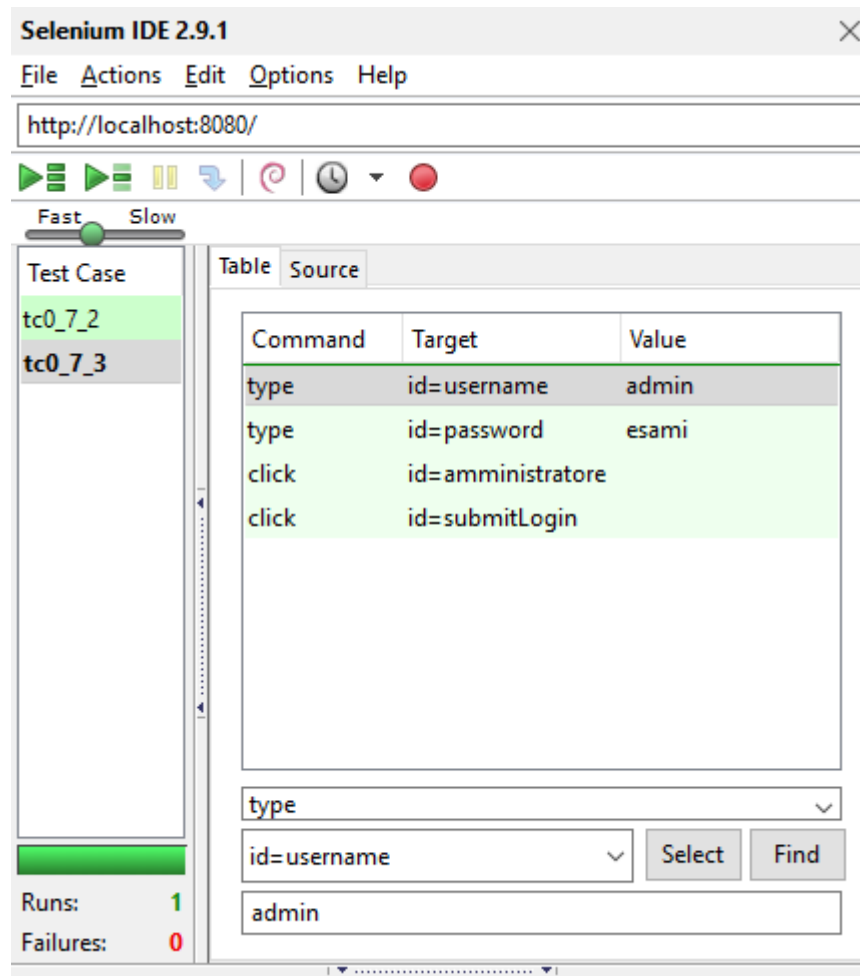 Selenium IDE 2.9.1
File Actions Edit Options Help
http://localhost:8080/
Fast Slow
Test Case
tc0_7_2
tc0_7_3
Table Source
Command Target Value
type id=username admin
type id=password esami
click id=amministratore
click id=submitLogin
type
id=username Select Find
admin
Runs: 1
Failures: 0